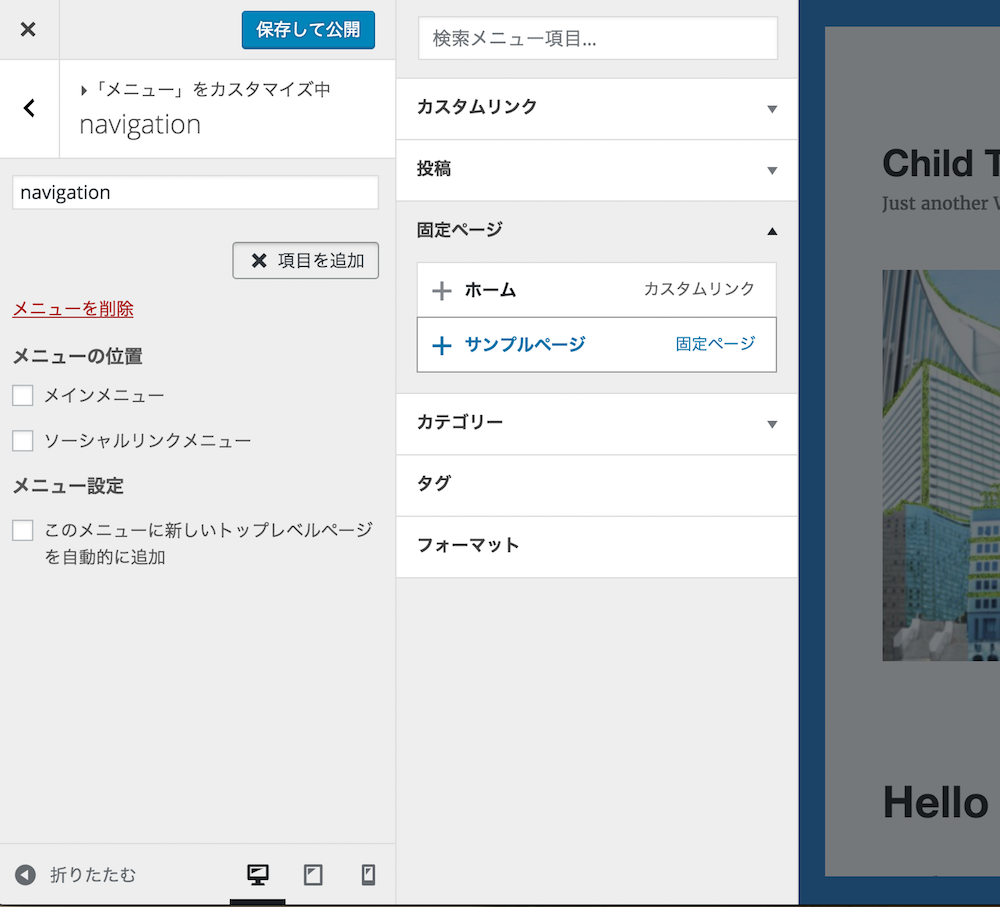 保存して公開
「メニュー」をカスタマイズ中
navigation
navigation
項目を追加
メニューを削除
メニューの位置
メインメニュー
ソーシャルリンクメニュー
メニュー設定
このメニューに新しいトップレベルページ
を自動的に追加
折りたたむ
検索メニュー項目...
カスタムリンク
投稿
固定ページ
ホーム カスタムリンク
サンプルページ 固定ページ
カテゴリー
タグ
フォーマット
Child
Just another
Hello